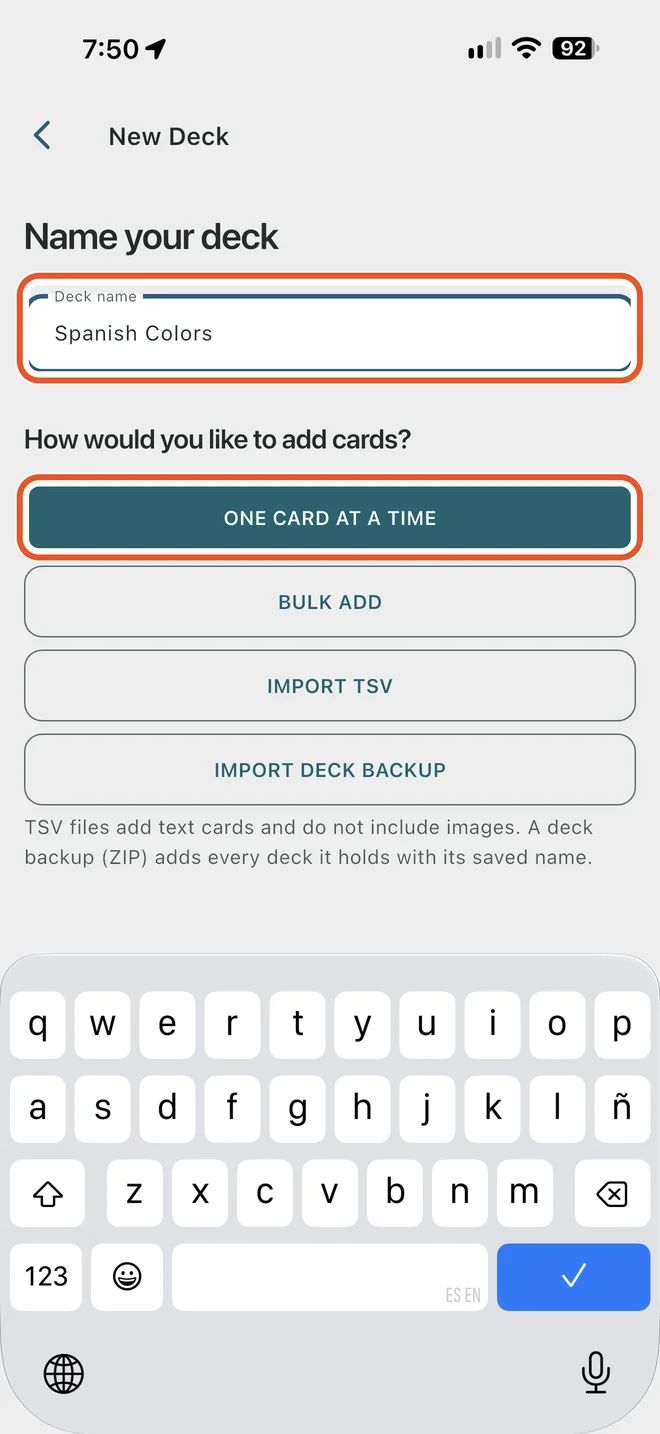 7:50
92
New Deck
Name your deck
Deck name
Spanish Colors
How would you like to add cards?
ONE CARD AT A TIME
BULK ADD
IMPORT TSV
IMPORT DECK BACKUP
TSV files add text cards and do not include images. A deck
backup (ZIP) adds every deck it holds with its saved name.
q w e r t y u i o p
a s d f g h j k l ñ
z x c v b n m
123
ES EN